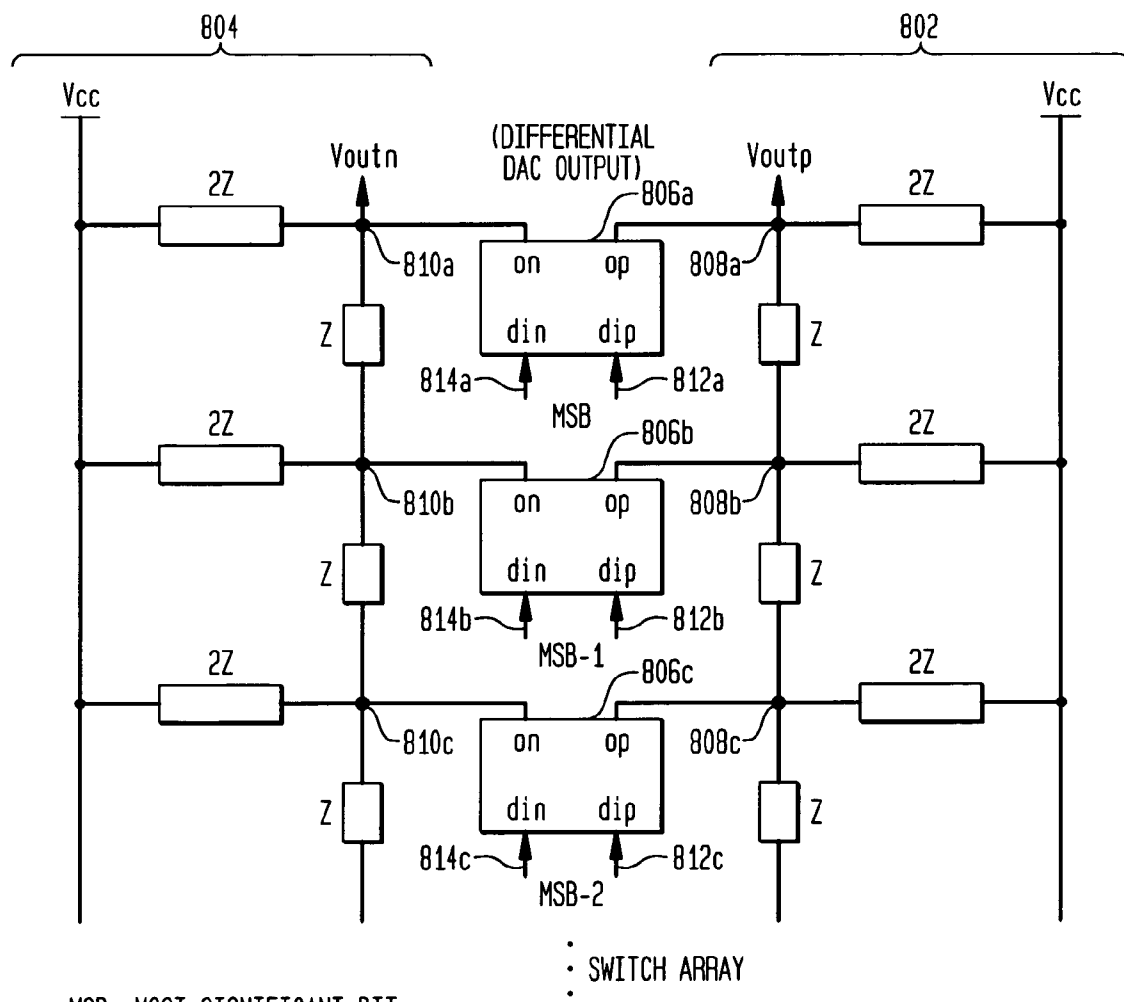 804
802
Vcc
Vcc
(DIFFERENTIAL
DAC OUTPUT)
Voutn
Voutp
2Z
806a
2Z
810a
on
op
808a
Z
din
dip
Z
814a
812a
MSB
2Z
806b
2Z
810b
on
op
808b
Z
din
dip
Z
814b
812b
MSB-1
2Z
806c
2Z
810c
on
op
808c
Z
din
dip
Z
814c
812c
MSB-2
SWITCH ARRAY